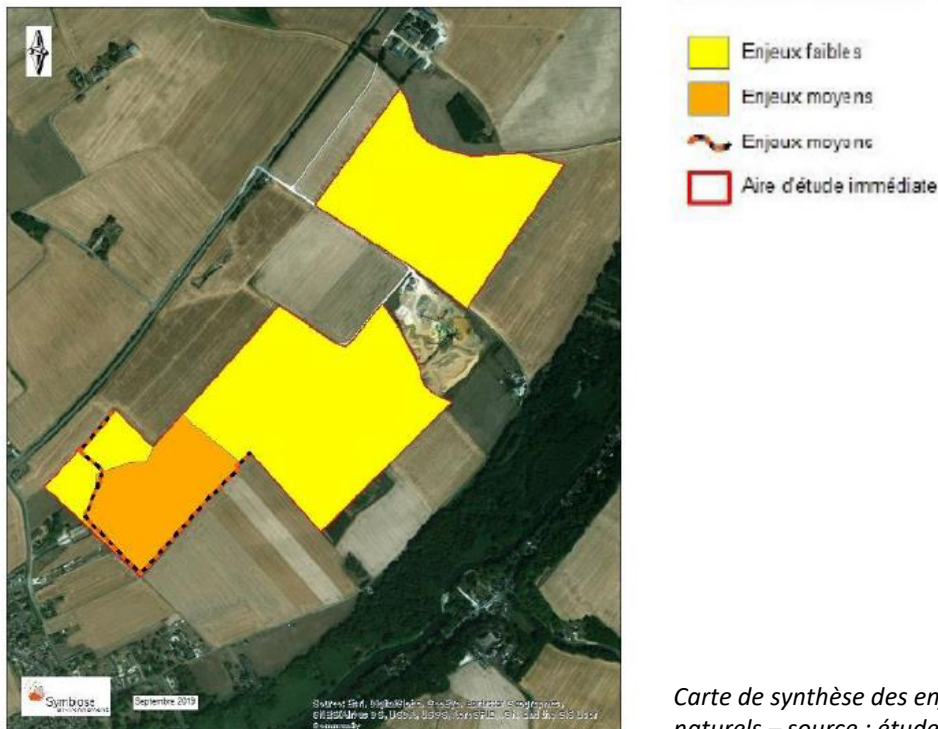 Enjeux faibles
Enjeux moyens
Enjeux moyens
Aire d'étude immédiate
Symbiose
Septembre 2019
Community
Carte de synthèse des en
naturels – source : étude